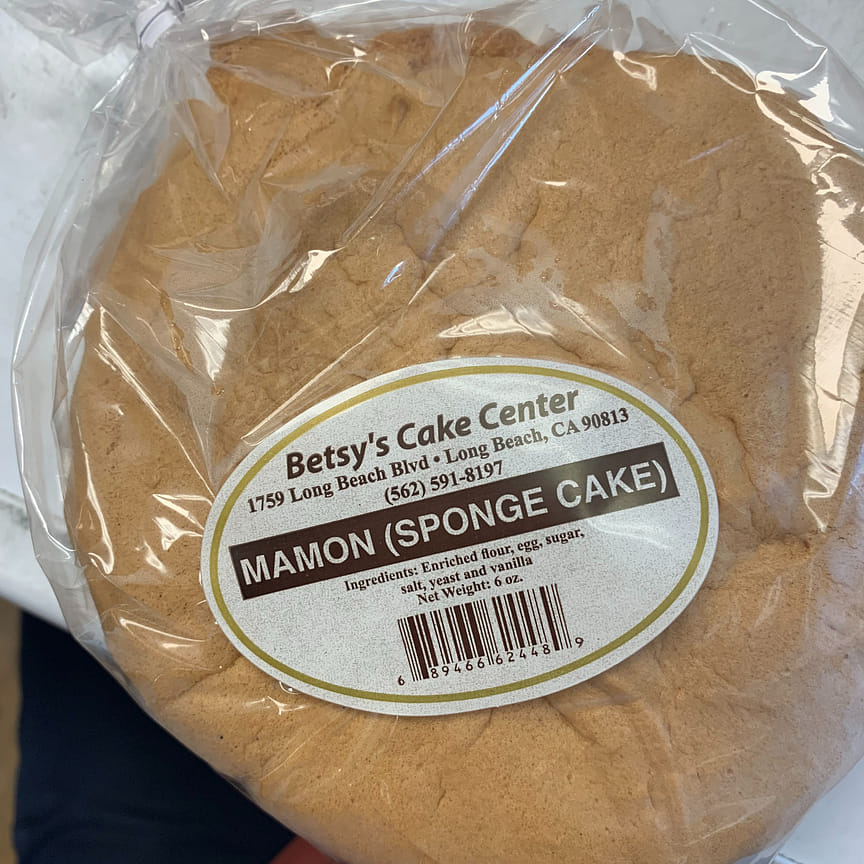 Betsy's Cake Center
1759 Long Beach Blvd • Long Beach, CA 90813
(562) 591-8197
MAMON (SPONGE CAKE)
Ingredients: Enriched flour, egg, sugar,
salt, yeast and vanilla
Net Weight: 6 oz.
6 89466 62448 9